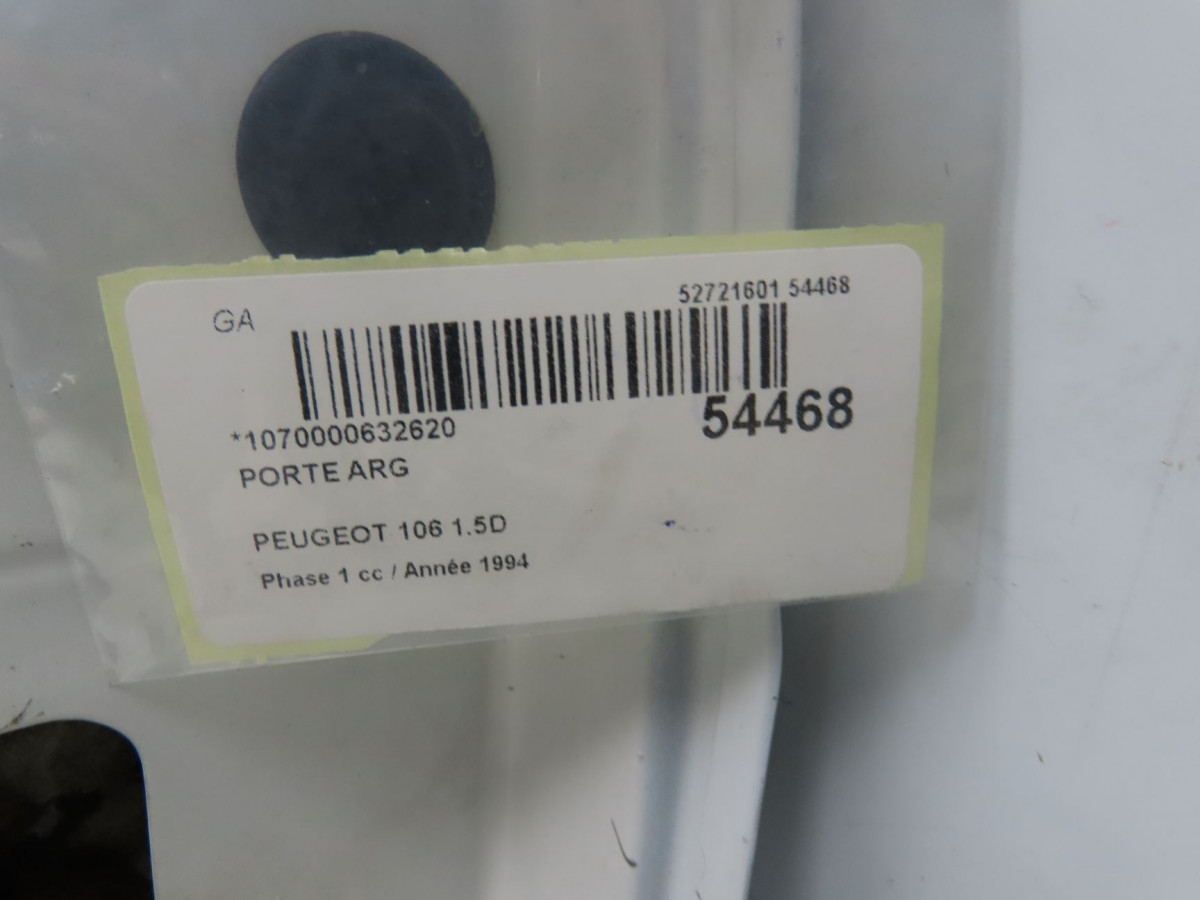 GA
52721601 54468
*1070000632620
54468
PORTE ARG
PEUGEOT 106 1.5D
Phase 1 cc / Année 1994